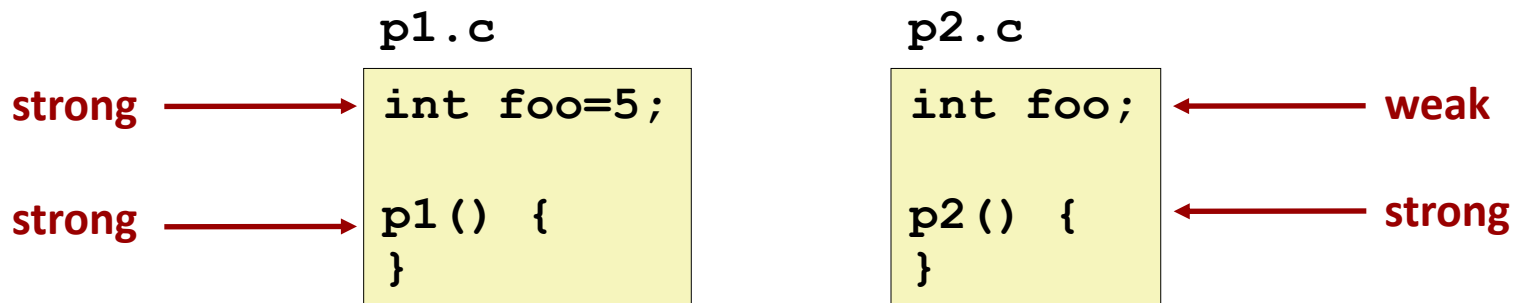 p1.c
p2.c
strong
int foo=5;
int foo;
weak
strong
p1() {
p2() {
strong
}
}